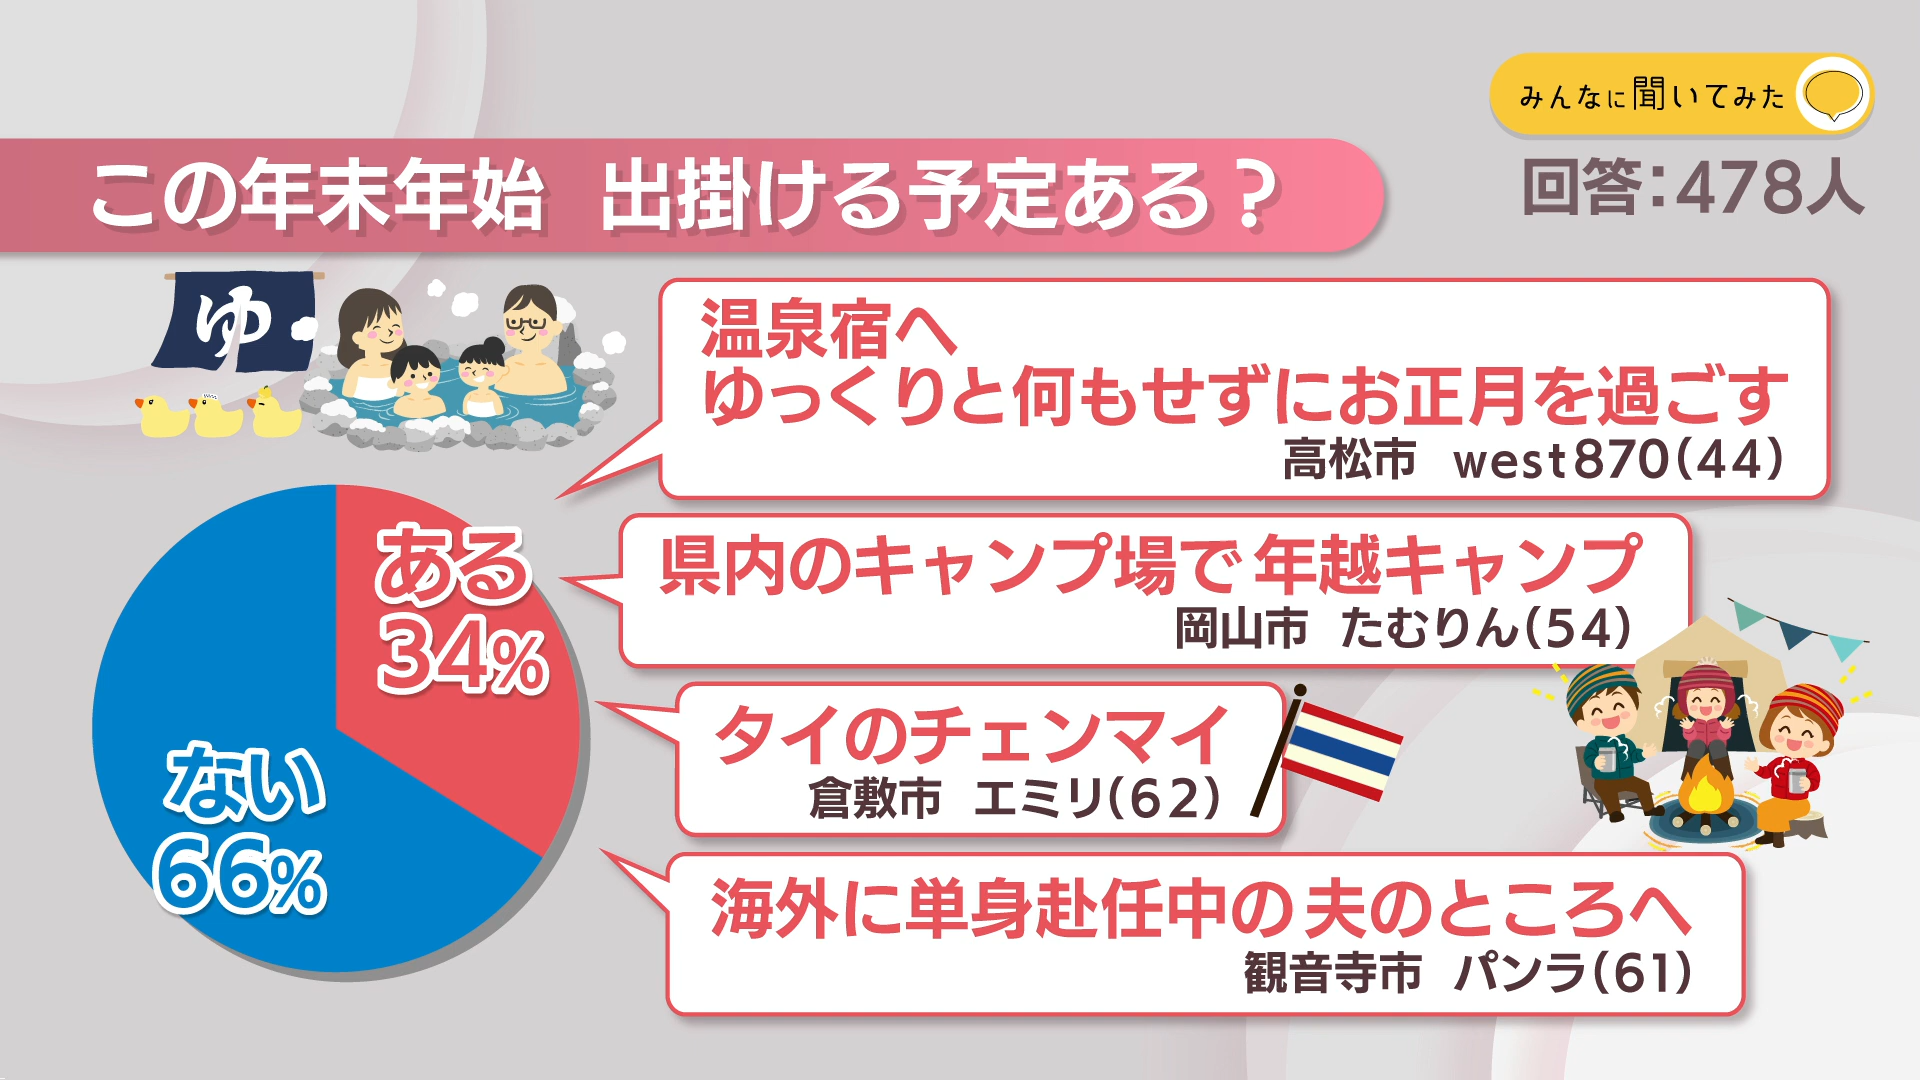 みんなに聞いてみた
この年末年始 出掛ける予定ある？
回答：478人
ゆ
温泉宿へ
ゆっくりと何もせずにお正月を過ごす
高松市 west870（44）
ある
34%
県内のキャンプ場で年越キャンプ
岡山市 たむりん（54）
タイのチェンマイ
倉敷市 エミリ（62）
ない
66%
海外に単身赴任中の夫のところへ
観音寺市 パンラ（61）